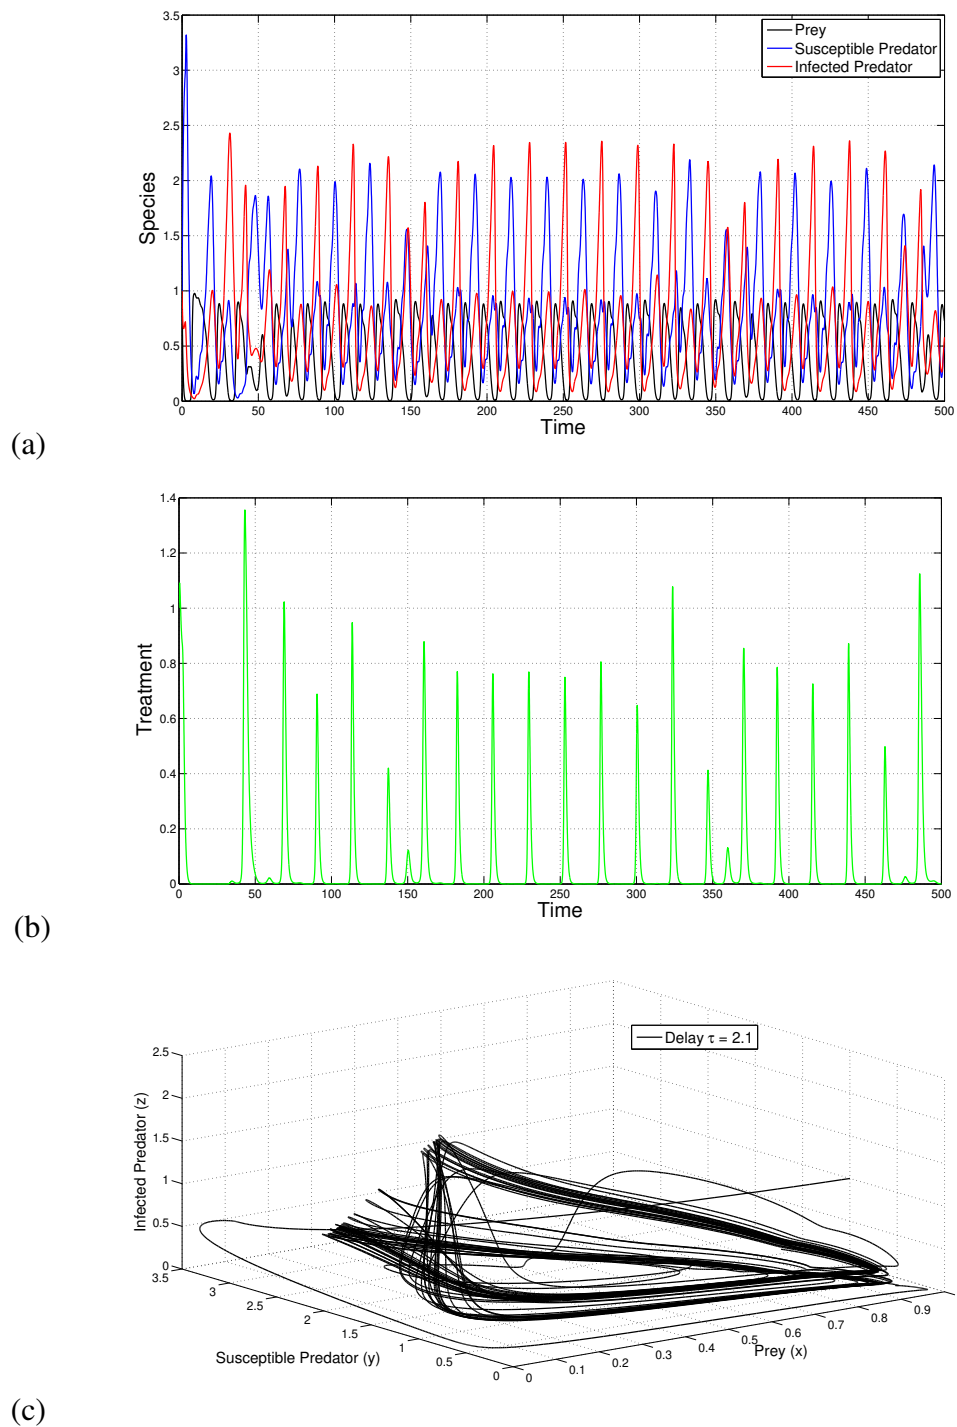 3.5
3
2.5
2
1.5
1
0.5
0
Species
Prey
Susceptible Predator
Infected Predator
0 50 100 150 200 250 300 350 400 450 500
Time
(a)
1.4
1.2
1
0.8
0.6
0.4
0.2
0
Treatment
0 50 100 150 200 250 300 350 400 450 500
Time
(b)
Delay τ = 2.1
2.5
2
1.5
1
0.5
0
Infected Predator (z)
3.5
3
2.5
2
1.5
1
0.5
0
Susceptible Predator (y)
0
0.1
0.2
0.3
0.4
0.5
0.6
0.7
0.8
0.9
Prey (x)
(c)